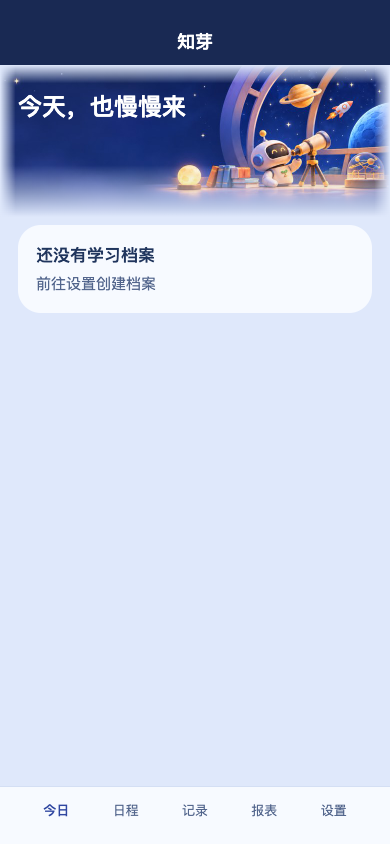 知芽
今天，也慢慢来
还没有学习档案
前往设置创建档案
今日
日程
记录
报表
设置